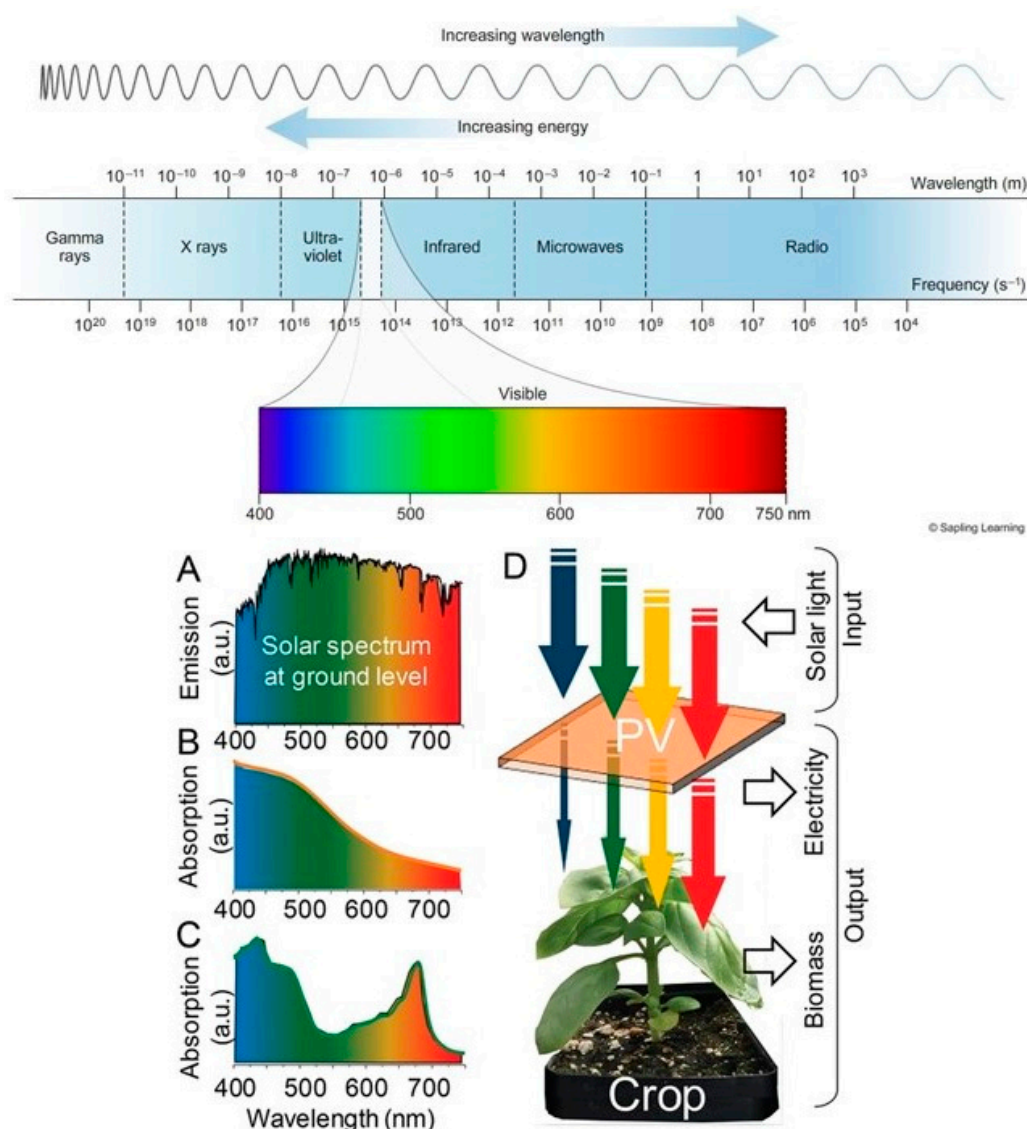 Increasing wavelength
Increasing energy
10⁻¹¹ 10⁻¹⁰ 10⁻⁹ 10⁻⁸ 10⁻⁷ 10⁻⁶ 10⁻⁵ 10⁻⁴ 10⁻³ 10⁻² 10⁻¹ 1 10¹ 10² 10³ Wavelength (m)
Gamma rays X rays Ultra-violet Infrared Microwaves Radio
Frequency (s⁻¹)
10²⁰ 10¹⁹ 10¹⁸ 10¹⁷ 10¹⁶ 10¹⁵ 10¹⁴ 10¹³ 10¹² 10¹¹ 10¹⁰ 10⁹ 10⁸ 10⁷ 10⁶ 10⁵ 10⁴
Visible
400 500 600 700 750 nm
© Sapling Learning
A
Emission
(a.u.)
Solar spectrum
at ground level
400 500 600 700
B
Absorption
(a.u.)
400 500 600 700
C
Absorption
(a.u.)
400 500 600 700
Wavelength (nm)
D
PV
Crop
Solar light
Input
Electricity
Biomass
Output